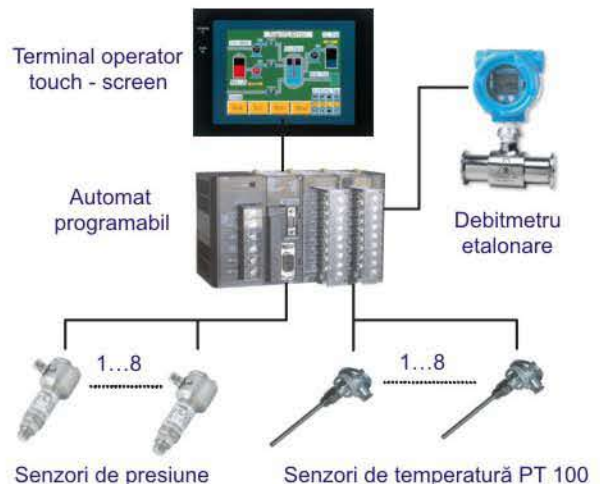 Terminal operator
touch - screen
Automat
programabil
Debitmetru
etalonare
1...8
1...8
Senzori de presiune
Senzori de temperatură PT 100